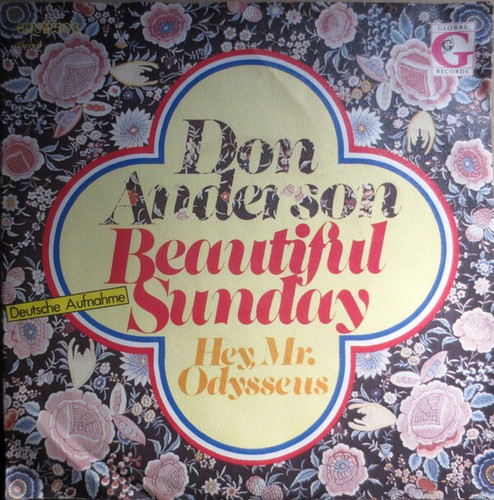 GLOBAL
G
RECORDS
Don
Anderson
Beautiful
Sunday
Deutsche Aufnahme
Hey, Mr.
Odysseus